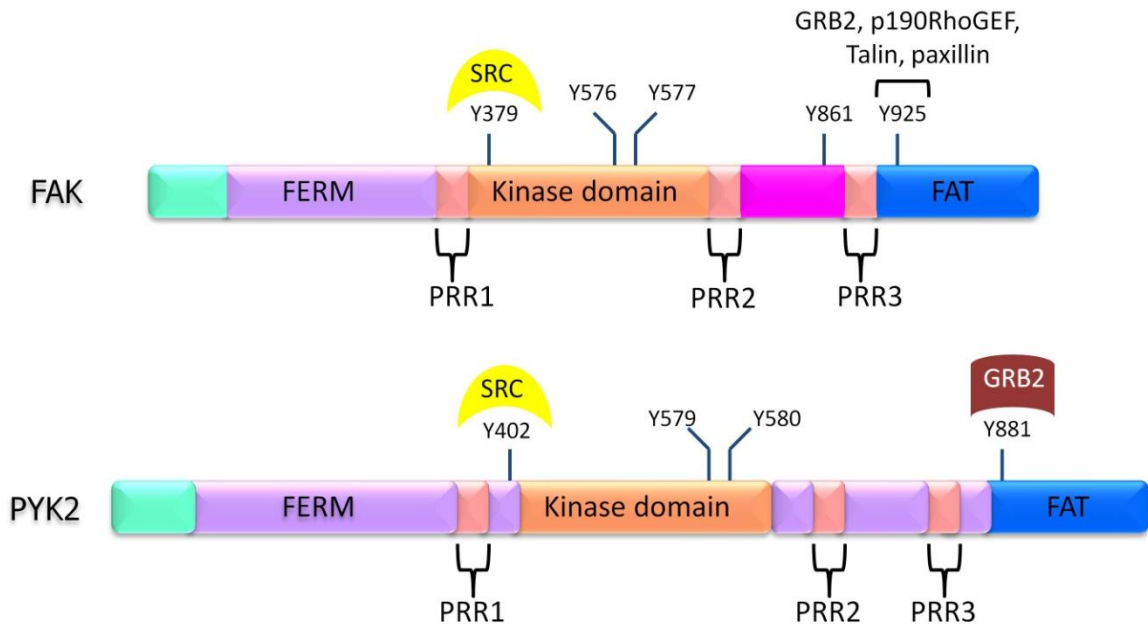 GRB2, p190RhoGEF,
Talin, paxillin
SRC
Y379
Y576
Y577
Y861
Y925
FAK
FERM
Kinase domain
FAT
PRR1
PRR2
PRR3
SRC
GRB2
Y402
Y579
Y580
Y881
PYK2
FERM
Kinase domain
FAT
PRR1
PRR2
PRR3